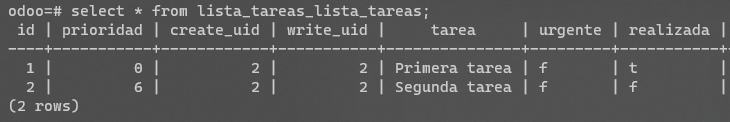 odoo=# select * from lista_tareas_lista_tareas;
 id | prioridad | create_uid | write_uid |     tarea     | urgente | realizada |
----+-----------+------------+-----------+---------------+---------+-----------+
  1 |         0 |          2 |         2 | Primera tarea | f       | t         |
  2 |         6 |          2 |         2 | Segunda tarea | f       | f         |
(2 rows)